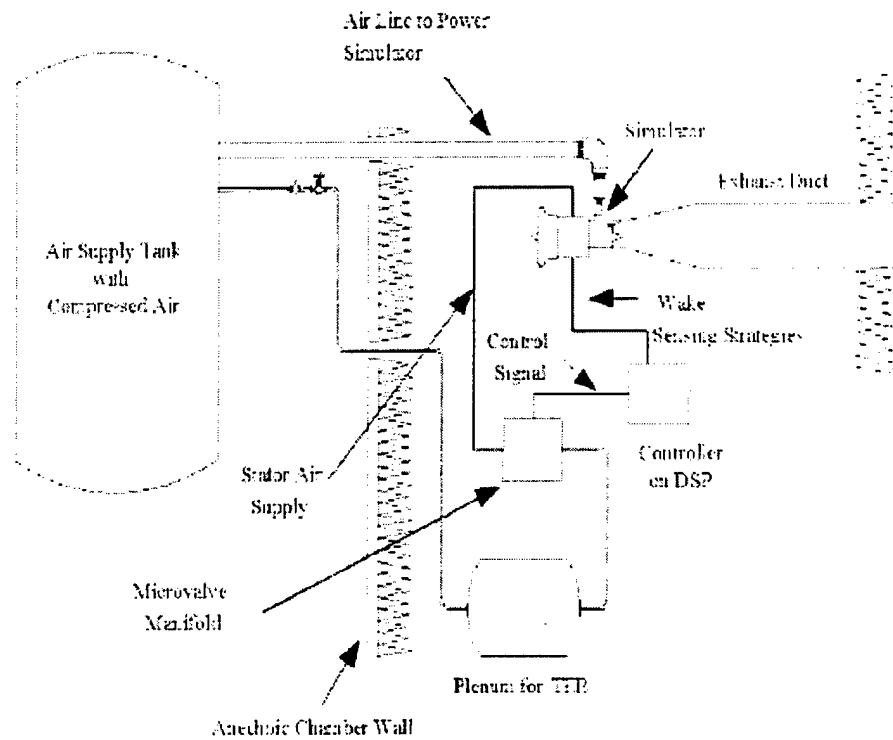 Air Line to Power
Simulator
Simulator
Exhaust Duct
Air Supply Tank
with
Compressed Air
Wake
Sensing Strategies
Control
Signal
Stator Air
Supply
Controller
on DSP
Microvalve
Manifold
Plenum for TER
Anechoic Chamber Wall